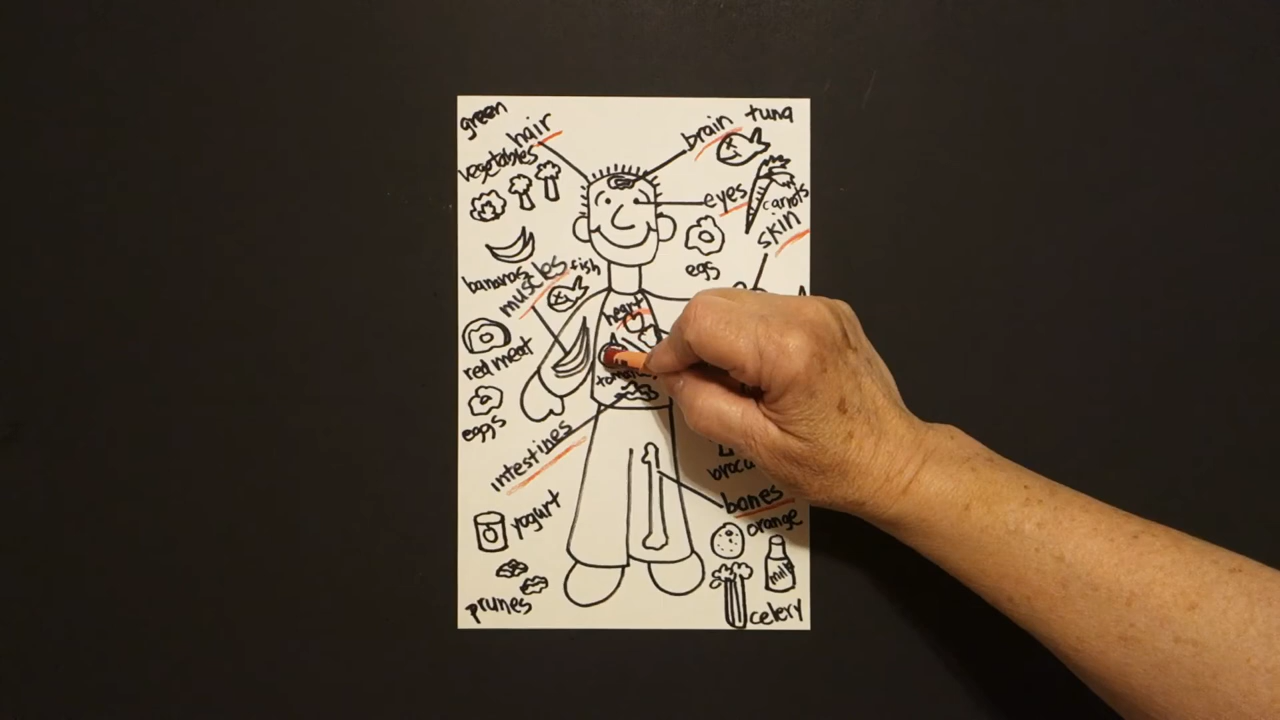 green
hair
vegetables
brain
tuna
eyes
carrots
skin
eggs
bananas
muscles
fish
heart
red meat
eggs
intestines
yogurt
prunes
bones
orange
milk
celery